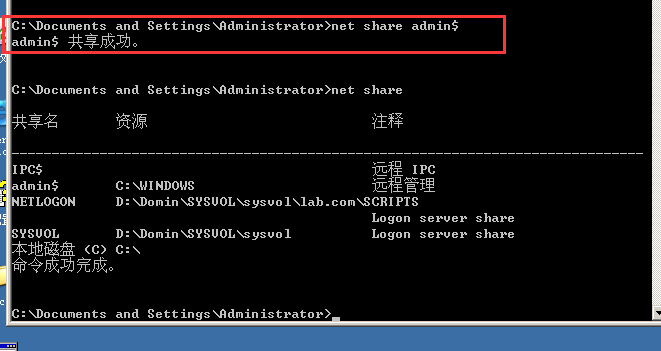 C:\Documents and Settings\Administrator>net share admin$
admin$ 共享成功。
C:\Documents and Settings\Administrator>net share
共享名 资源 注释
-------------------------------------------------------------------------------
IPC$ 远程 IPC
admin$ C:\WINDOWS 远程管理
NETLOGON D:\Domin\SYSVOL\sysvol\lab.com\SCRIPTS
Logon server share
SYSVOL D:\Domin\SYSVOL\sysvol Logon server share
本地磁盘 (C) C:\
命令成功完成。
C:\Documents and Settings\Administrator>_